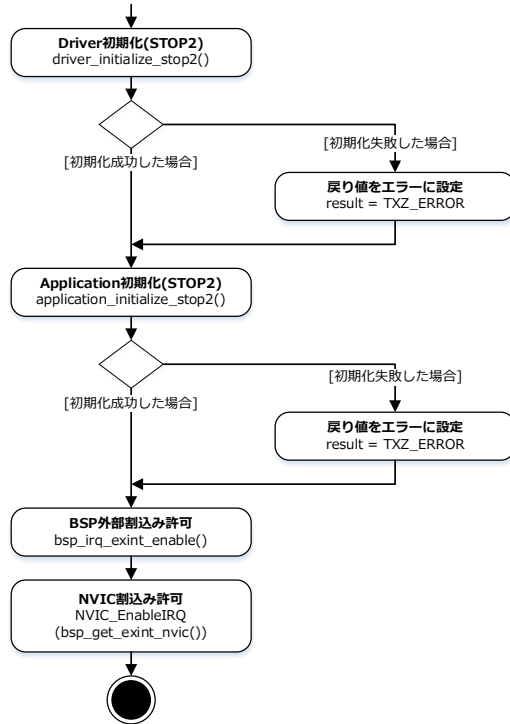 Driver初期化(STOP2)
driver_initialize_stop2()
[初期化失敗した場合]
[初期化成功した場合]
戻り値をエラーに設定
result = TXZ_ERROR
Application初期化(STOP2)
application_initialize_stop2()
[初期化失敗した場合]
[初期化成功した場合]
戻り値をエラーに設定
result = TXZ_ERROR
BSP外部割込み許可
bsp_irq_exint_enable()
NVIC割込み許可
NVIC_EnableIRQ
(bsp_get_exint_nvic())